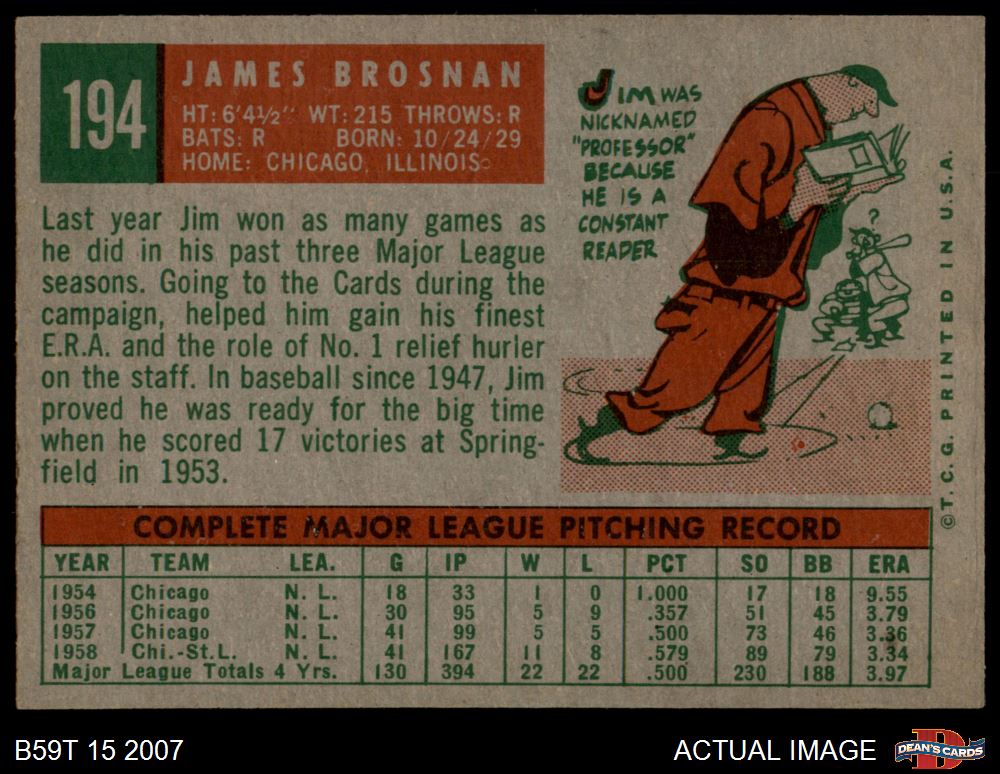 194
JAMES BROSNAN
HT: 6'4½" WT: 215 THROWS: R
BATS: R BORN: 10/24/29
HOME: CHICAGO, ILLINOIS
JIM WAS
NICKNAMED
"PROFESSOR"
BECAUSE
HE IS A
CONSTANT
READER
?
Last year Jim won as many games as
he did in his past three Major League
seasons. Going to the Cards during the
campaign, helped him gain his finest
E.R.A. and the role of No. 1 relief hurler
on the staff. In baseball since 1947, Jim
proved he was ready for the big time
when he scored 17 victories at Spring-
field in 1953.
©T.C.G. PRINTED IN U.S.A.
COMPLETE MAJOR LEAGUE PITCHING RECORD
YEAR TEAM LEA. G IP W L PCT SO BB ERA
1954 Chicago N. L. 18 33 1 0 1.000 17 18 9.55
1956 Chicago N. L. 30 95 5 9 .357 51 45 3.79
1957 Chicago N. L. 41 99 5 5 .500 73 46 3.36
1958 Chi.-St.L. N. L. 41 167 11 8 .579 89 79 3.34
Major League Totals 4 Yrs. 130 394 22 22 .500 230 188 3.97
B59T 15 2007
ACTUAL IMAGE
DEAN'S CARDS